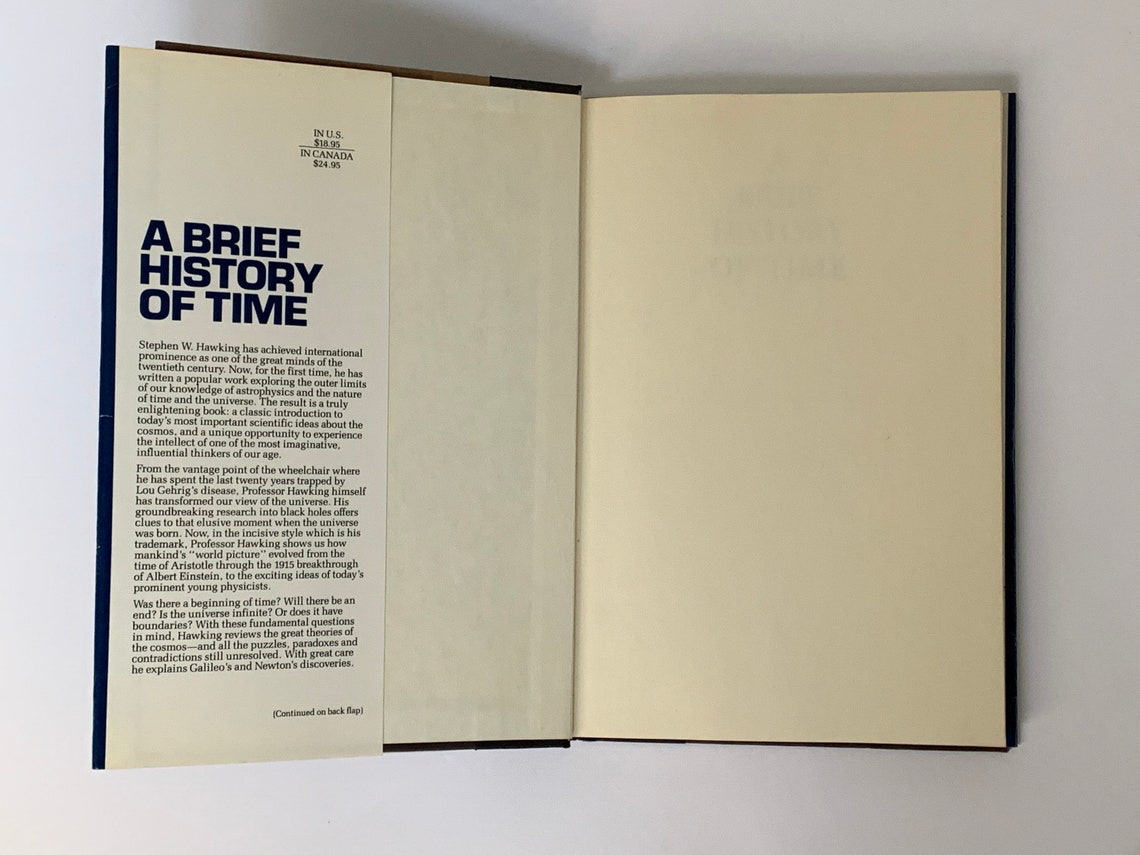 IN U.S.
$18.95
IN CANADA
$24.95
A BRIEF
HISTORY
OF TIME
Stephen W. Hawking has achieved international
prominence as one of the great minds of the
twentieth century. Now, for the first time, he has
written a popular work exploring the outer limits
of our knowledge of astrophysics and the nature
of time and the universe. The result is a truly
enlightening book: a classic introduction to
today's most important scientific ideas about the
cosmos, and a unique opportunity to experience
the intellect of one of the most imaginative,
influential thinkers of our age.
From the vantage point of the wheelchair where
he has spent the last twenty years trapped by
Lou Gehrig's disease, Professor Hawking himself
has transformed our view of the universe. His
groundbreaking research into black holes offers
clues to that elusive moment when the universe
was born. Now, in the incisive style which is his
trademark, Professor Hawking shows us how
mankind's "world picture" evolved from the
time of Aristotle through the 1915 breakthrough
of Albert Einstein, to the exciting ideas of today's
prominent young physicists.
Was there a beginning of time? Will there be an
end? Is the universe infinite? Or does it have
boundaries? With these fundamental questions
in mind, Hawking reviews the great theories of
the cosmos—and all the puzzles, paradoxes and
contradictions still unresolved. With great care
he explains Galileo's and Newton's discoveries.
(Continued on back flap)